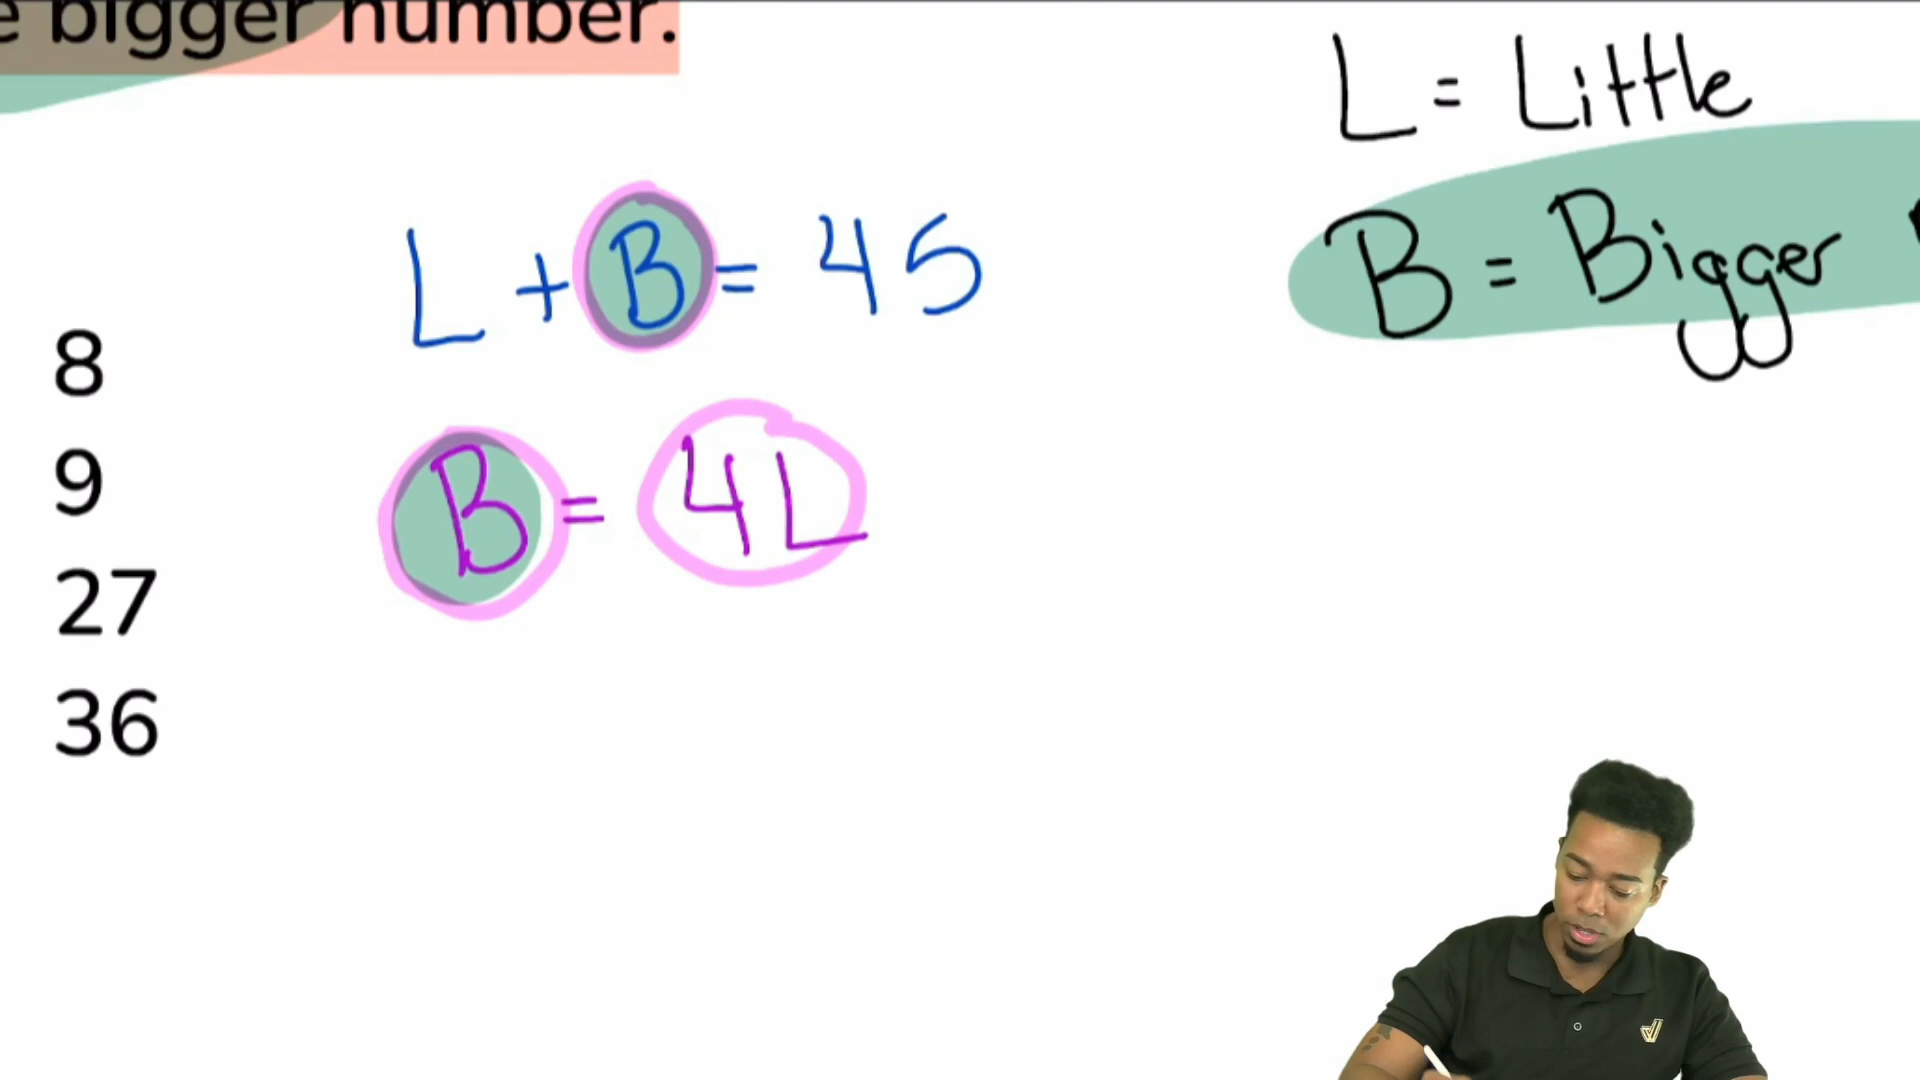 bigger number.
L = Little
B = Bigger
L + B = 45
B = 4L
8
9
27
36